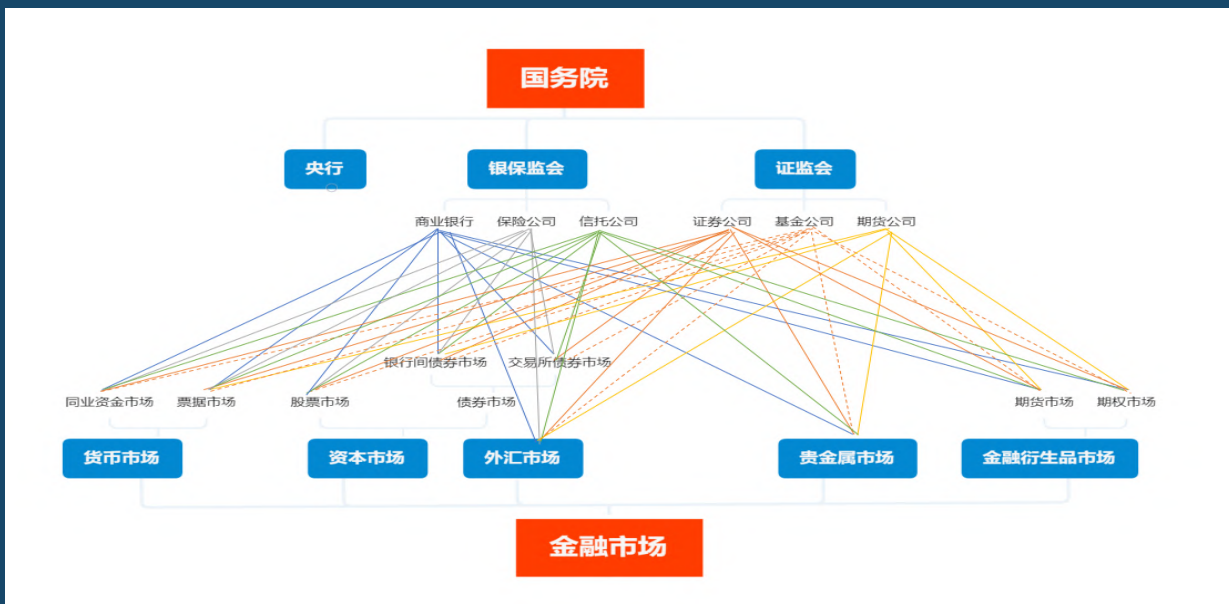 国务院
央行 银保监会 证监会
商业银行 保险公司 信托公司 证券公司 基金公司 期货公司
银行间债券市场 交易所债券市场
同业资金市场 票据市场 股票市场 债券市场 期货市场 期权市场
货币市场 资本市场 外汇市场 贵金属市场 金融衍生品市场
金融市场